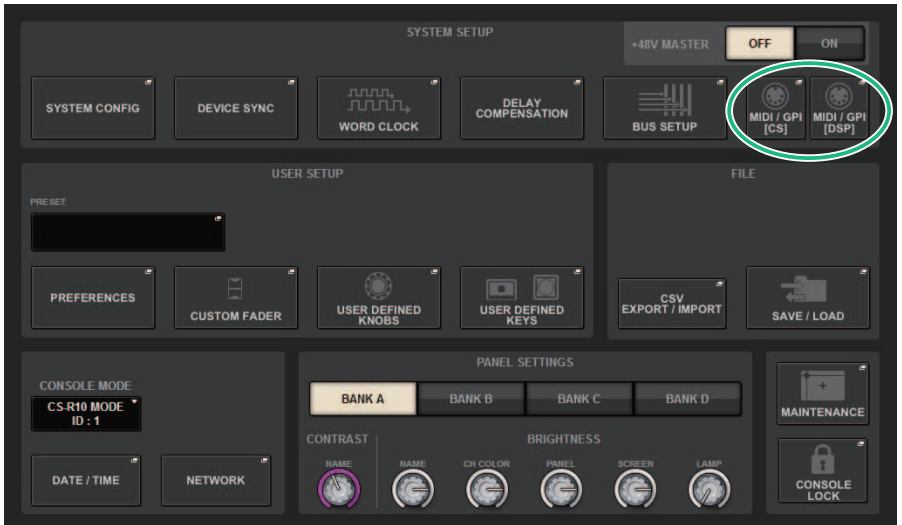 SYSTEM SETUP
+48V MASTER
OFF
ON
SYSTEM CONFIG
DEVICE SYNC
WORD CLOCK
DELAY
COMPENSATION
BUS SETUP
MIDI / GPI
[CS]
MIDI / GPI
[DSP]
USER SETUP
PRESET:
PREFERENCES
CUSTOM FADER
USER DEFINED
KNOBS
USER DEFINED
KEYS
FILE
CSV
EXPORT / IMPORT
SAVE / LOAD
CONSOLE MODE
CS-R10 MODE
ID : 1
DATE / TIME
NETWORK
PANEL SETTINGS
BANK A
BANK B
BANK C
BANK D
CONTRAST
BRIGHTNESS
NAME
NAME
CH COLOR
PANEL
SCREEN
LAMP
MAINTENANCE
CONSOLE
LOCK